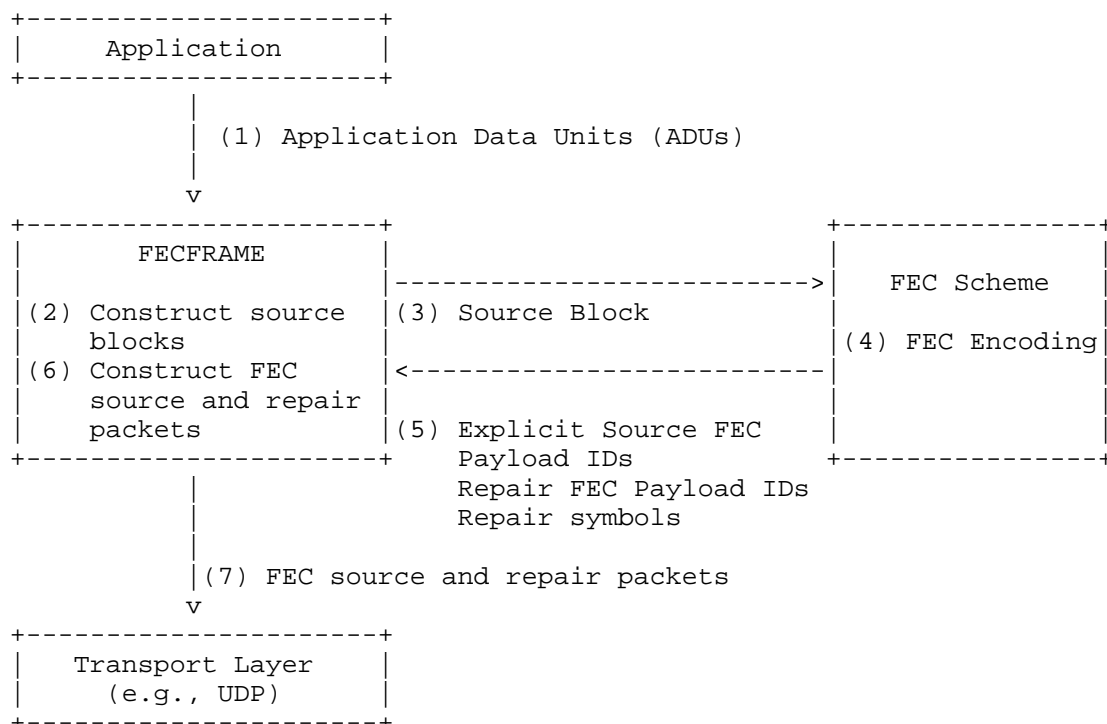 Application
(1) Application Data Units (ADUs)
v
FECFRAME
FEC Scheme
(2) Construct source (3) Source Block
blocks (4) FEC Encoding
(6) Construct FEC
source and repair
packets (5) Explicit Source FEC
Payload IDs
Repair FEC Payload IDs
Repair symbols
(7) FEC source and repair packets
v
Transport Layer
(e.g., UDP)